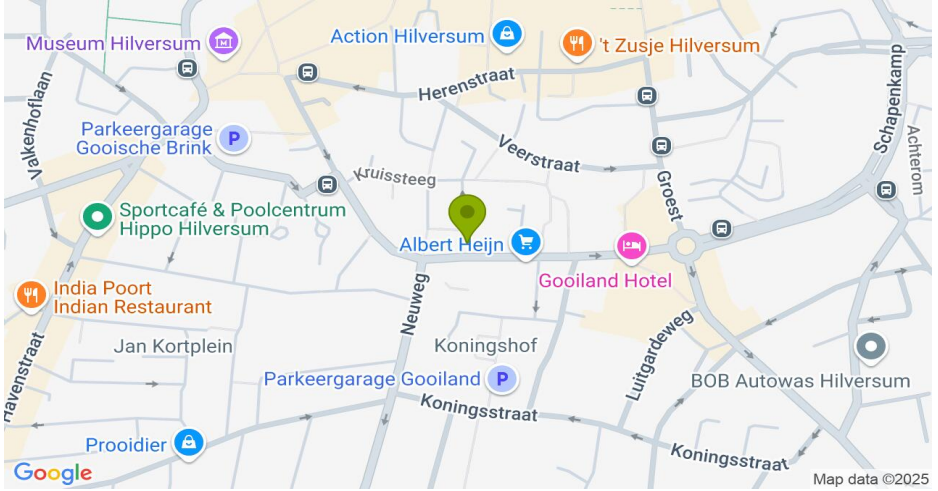 Action Hilversum
't Zusje Hilversum
Museum Hilversum
Herenstraat
Valkenhoflaan
Schapenkamp
Achterom
Parkeergarage
Gooische Brink
P
Veerstraat
Kruissteeg
Groest
Sportcafé & Poolcentrum
Hippo Hilversum
Albert Heijn
Gooiland Hotel
India Poort
Indian Restaurant
Neuweg
Luitgardeweg
Jan Kortplein
Koningshof
Havenstraat
Parkeergarage Gooiland
P
BOB Autowas Hilversum
Koningsstraat
Prooidier
Koningsstraat
Google
Map data ©2025